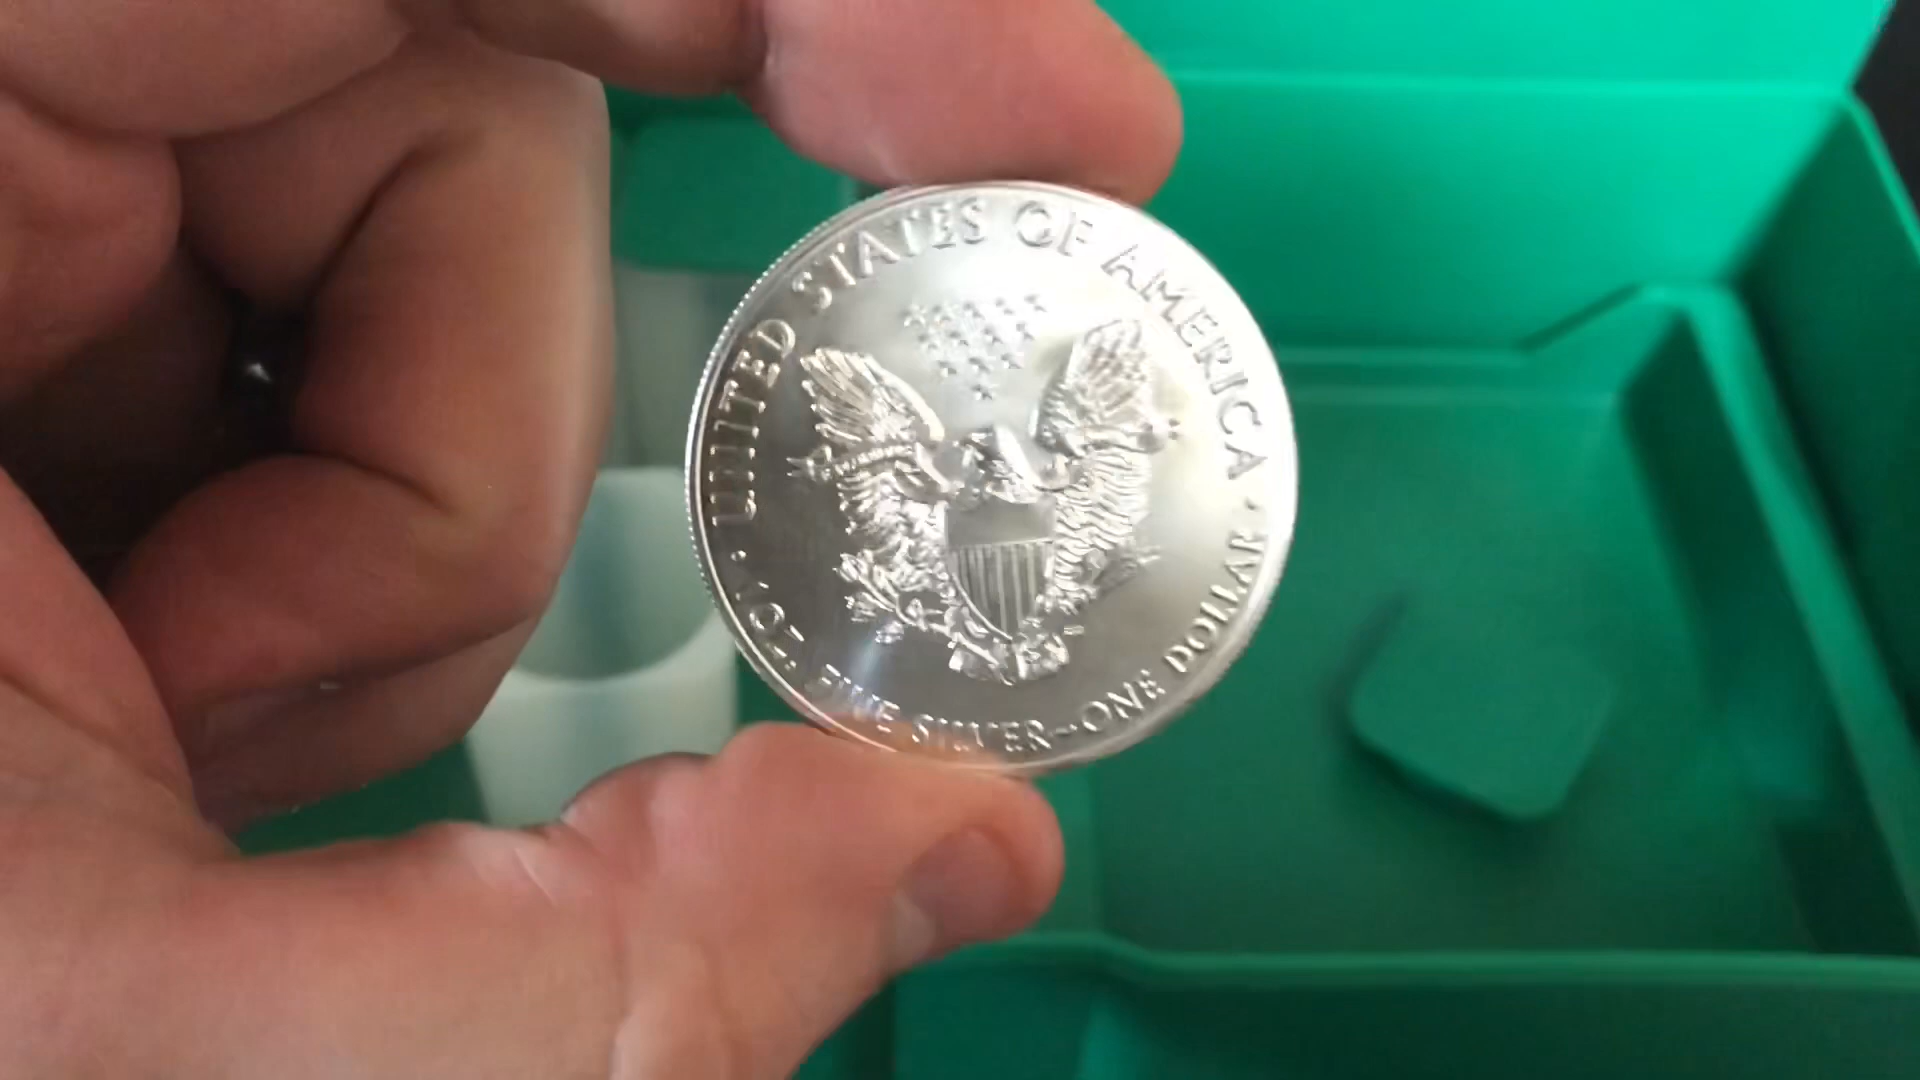 UNITED STATES OF AMERICA
1 OZ. FINE SILVER~ONE DOLLAR